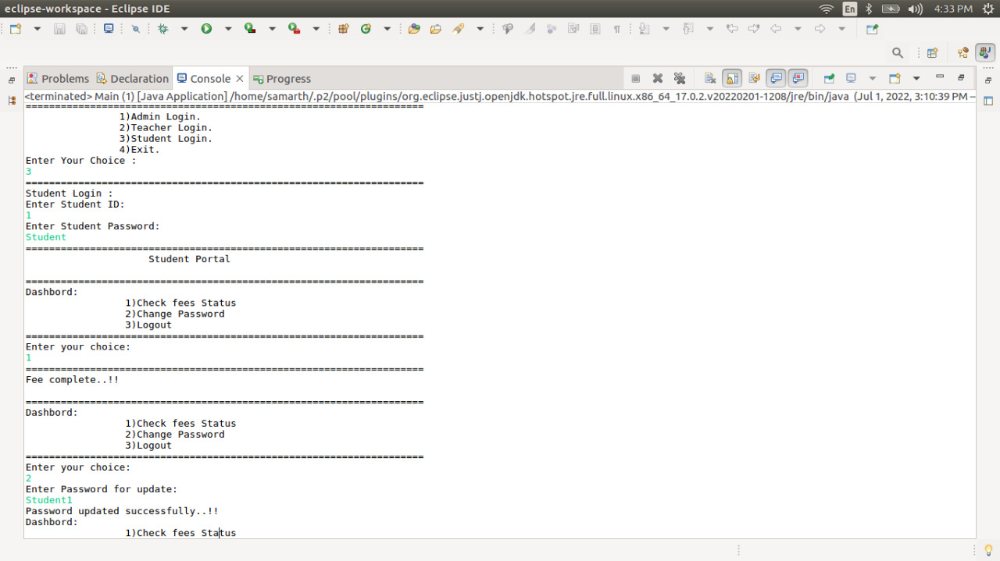 eclipse-workspace - Eclipse IDE
En
4:33 PM
Problems Declaration Console Progress
<terminated> Main (1) [Java Application] /home/samarth/.p2/pool/plugins/org.eclipse.justj.openjdk.hotspot.jre.full.linux.x86_64_17.0.2.v20220201-1208/jre/bin/java (Jul 1, 2022, 3:10:39 PM –
====================================================================
1)Admin Login.
2)Teacher Login.
3)Student Login.
4)Exit.
Enter Your Choice :
3
====================================================================
Student Login :
Enter Student ID:
1
Enter Student Password:
Student
====================================================================
Student Portal
====================================================================
Dashbord:
1)Check fees Status
2)Change Password
3)Logout
====================================================================
Enter your choice:
1
====================================================================
Fee complete..!!
====================================================================
Dashbord:
1)Check fees Status
2)Change Password
3)Logout
====================================================================
Enter your choice:
2
Enter Password for update:
Student1
Password updated successfully..!!
Dashbord:
1)Check fees Status